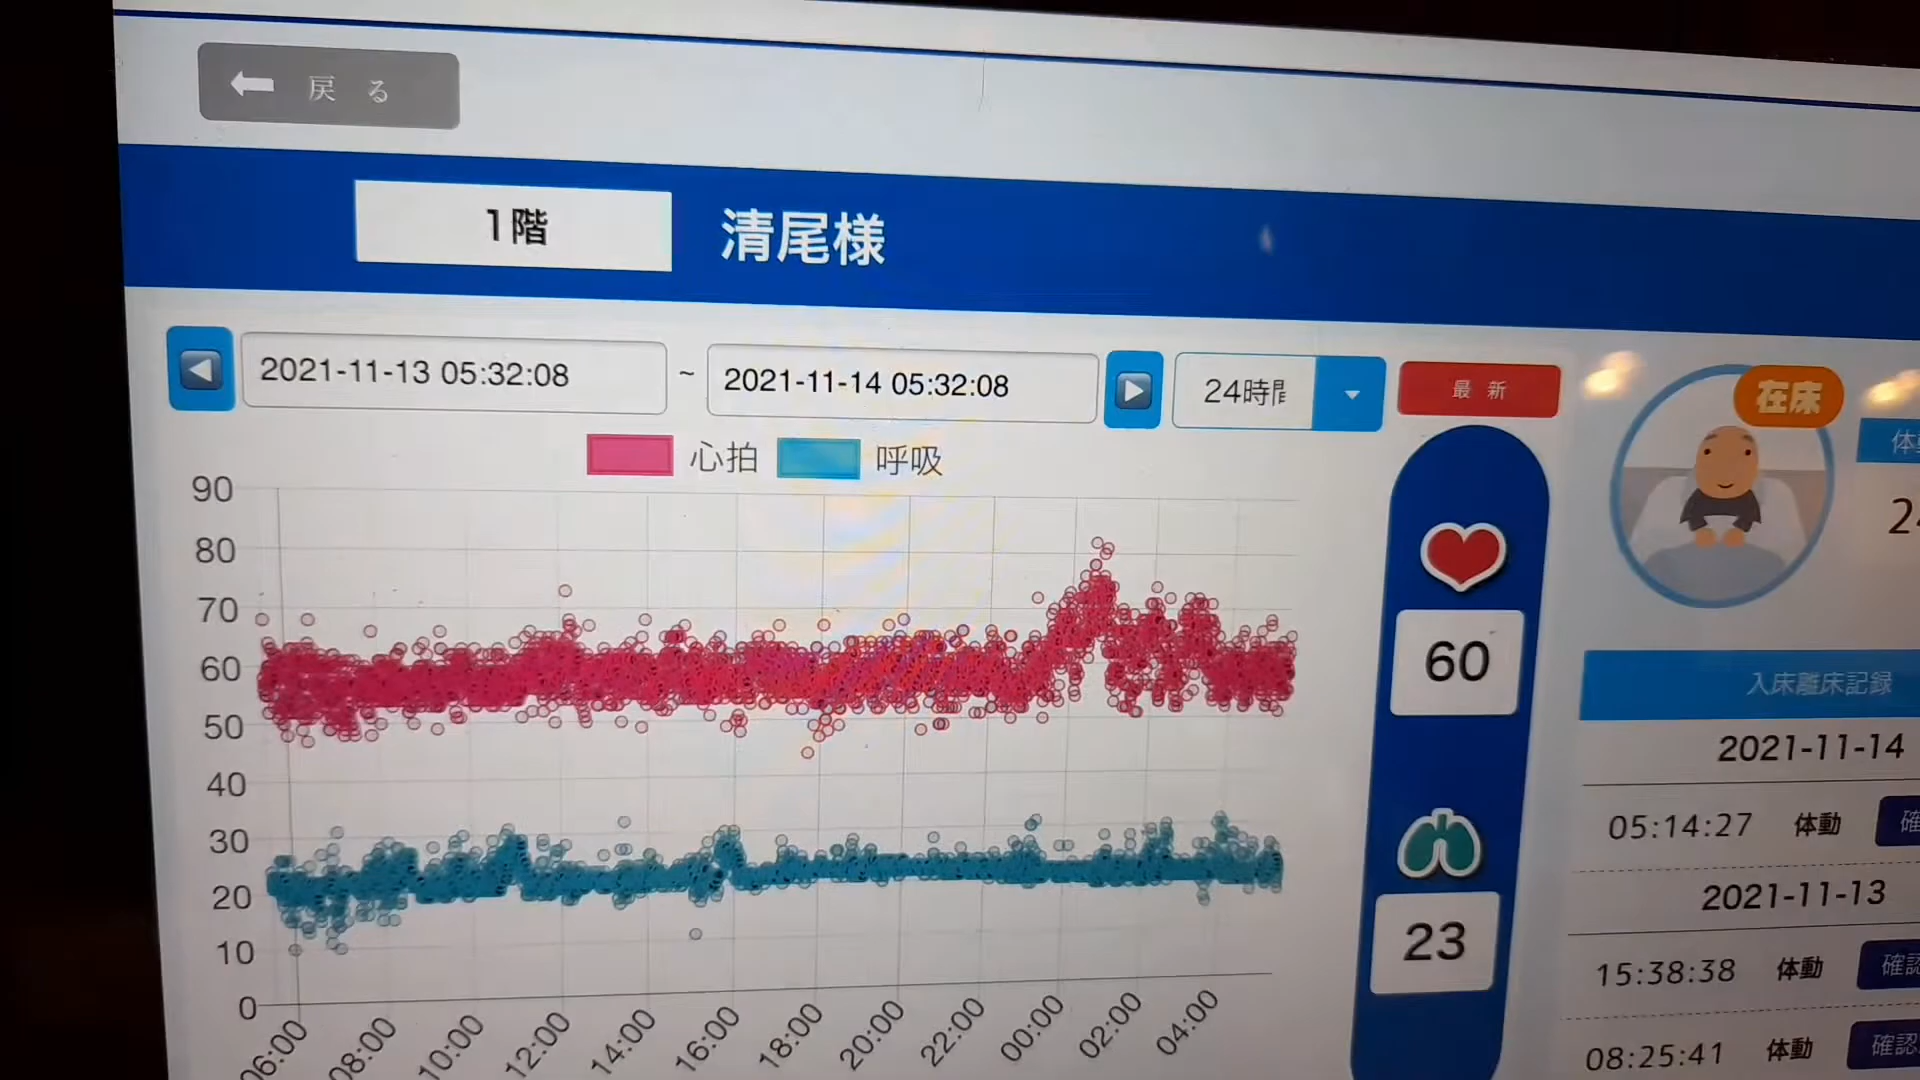 戻る
1階 清尾様
2021-11-13 05:32:08 ~ 2021-11-14 05:32:08 24時間 最新
在床
心拍 呼吸
90
80
70
60
50
40
30
20
10
0
06:00 08:00 10:00 12:00 14:00 16:00 18:00 20:00 22:00 00:00 02:00 04:00
60
23
入床離床記録
2021-11-14
05:14:27 体動
2021-11-13
15:38:38 体動 確認
08:25:41 体動 確認